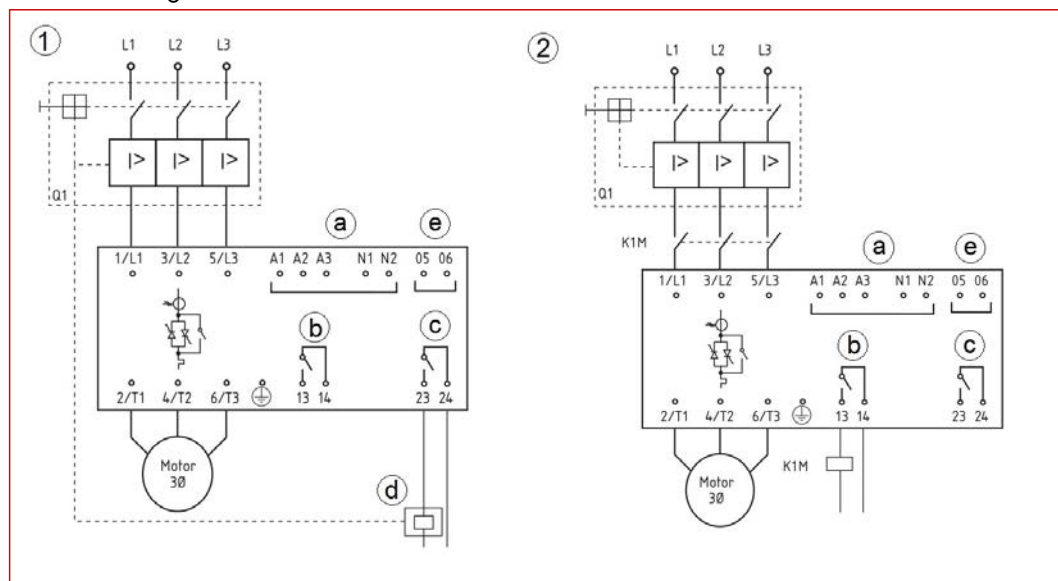 1
L1 L2 L3
|> |> |>
Q1
a e
1/L1 3/L2 5/L3 A1 A2 A3 N1 N2 05 06
b c
2/T1 4/T2 6/T3 13 14 23 24
Motor
3Ø
d
2
L1 L2 L3
|> |> |>
Q1
K1M
a e
1/L1 3/L2 5/L3 A1 A2 A3 N1 N2 05 06
b c
2/T1 4/T2 6/T3 13 14 23 24
K1M
Motor
3Ø